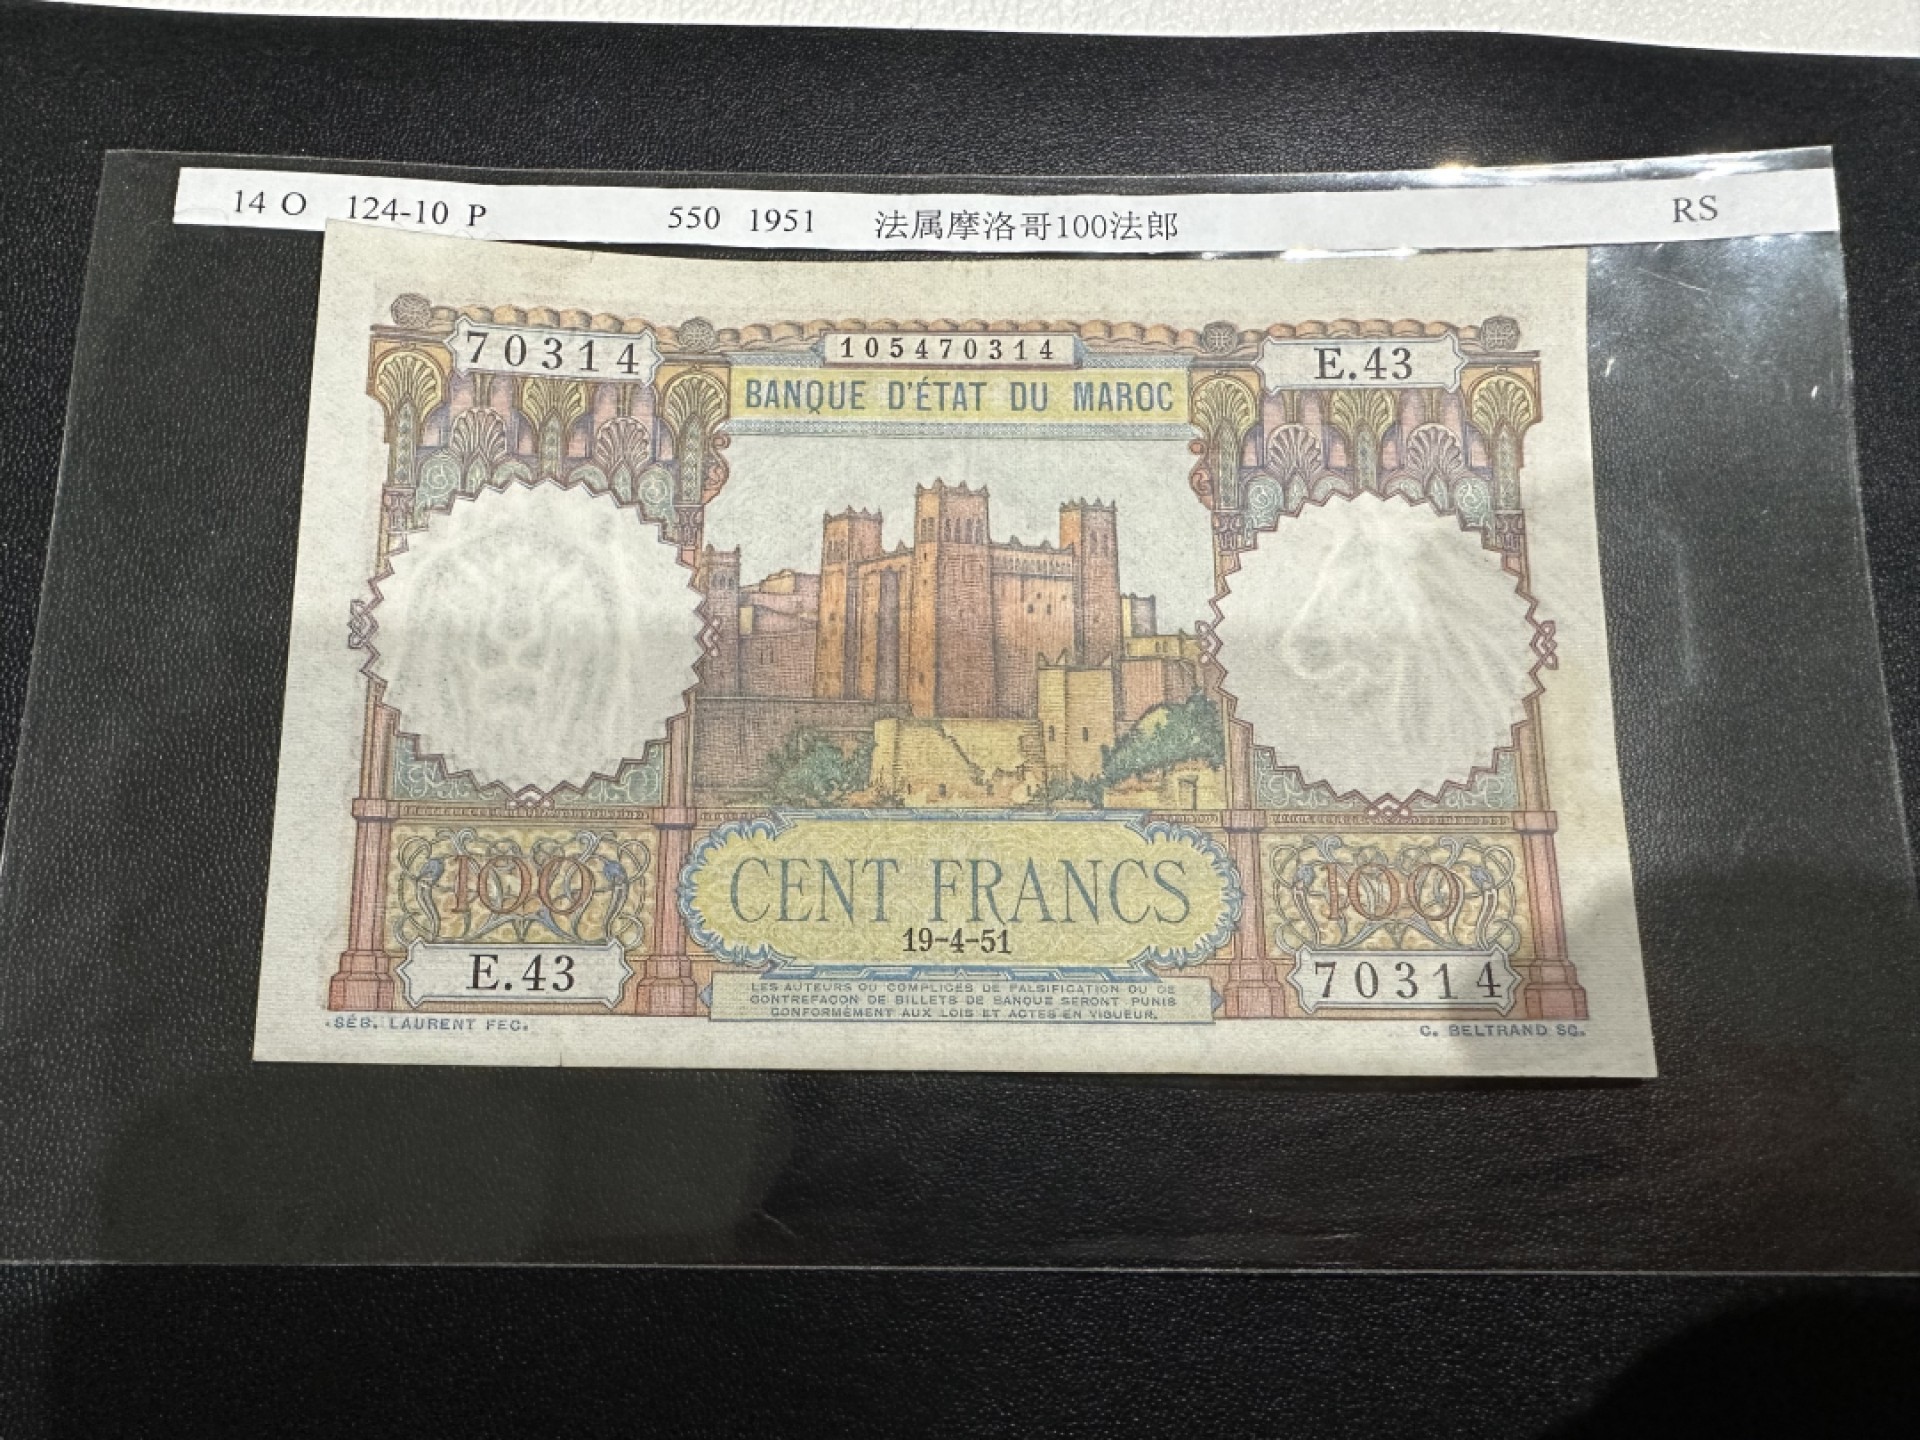 14 O 124-10 P 550 1951 法属摩洛哥100法郎 RS
70314 105470314 E.43
BANQUE D'ÉTAT DU MAROC
100 CENT FRANCS 100
19-4-51
E.43 70314
LES AUTEURS OU COMPLICES DE FALSIFICATION OU DE
CONTREFAÇON DE BILLETS DE BANQUE SERONT PUNIS
CONFORMÉMENT AUX LOIS ET ACTES EN VIGUEUR.
SÉB. LAURENT FEC. C. BELTRAND SC.